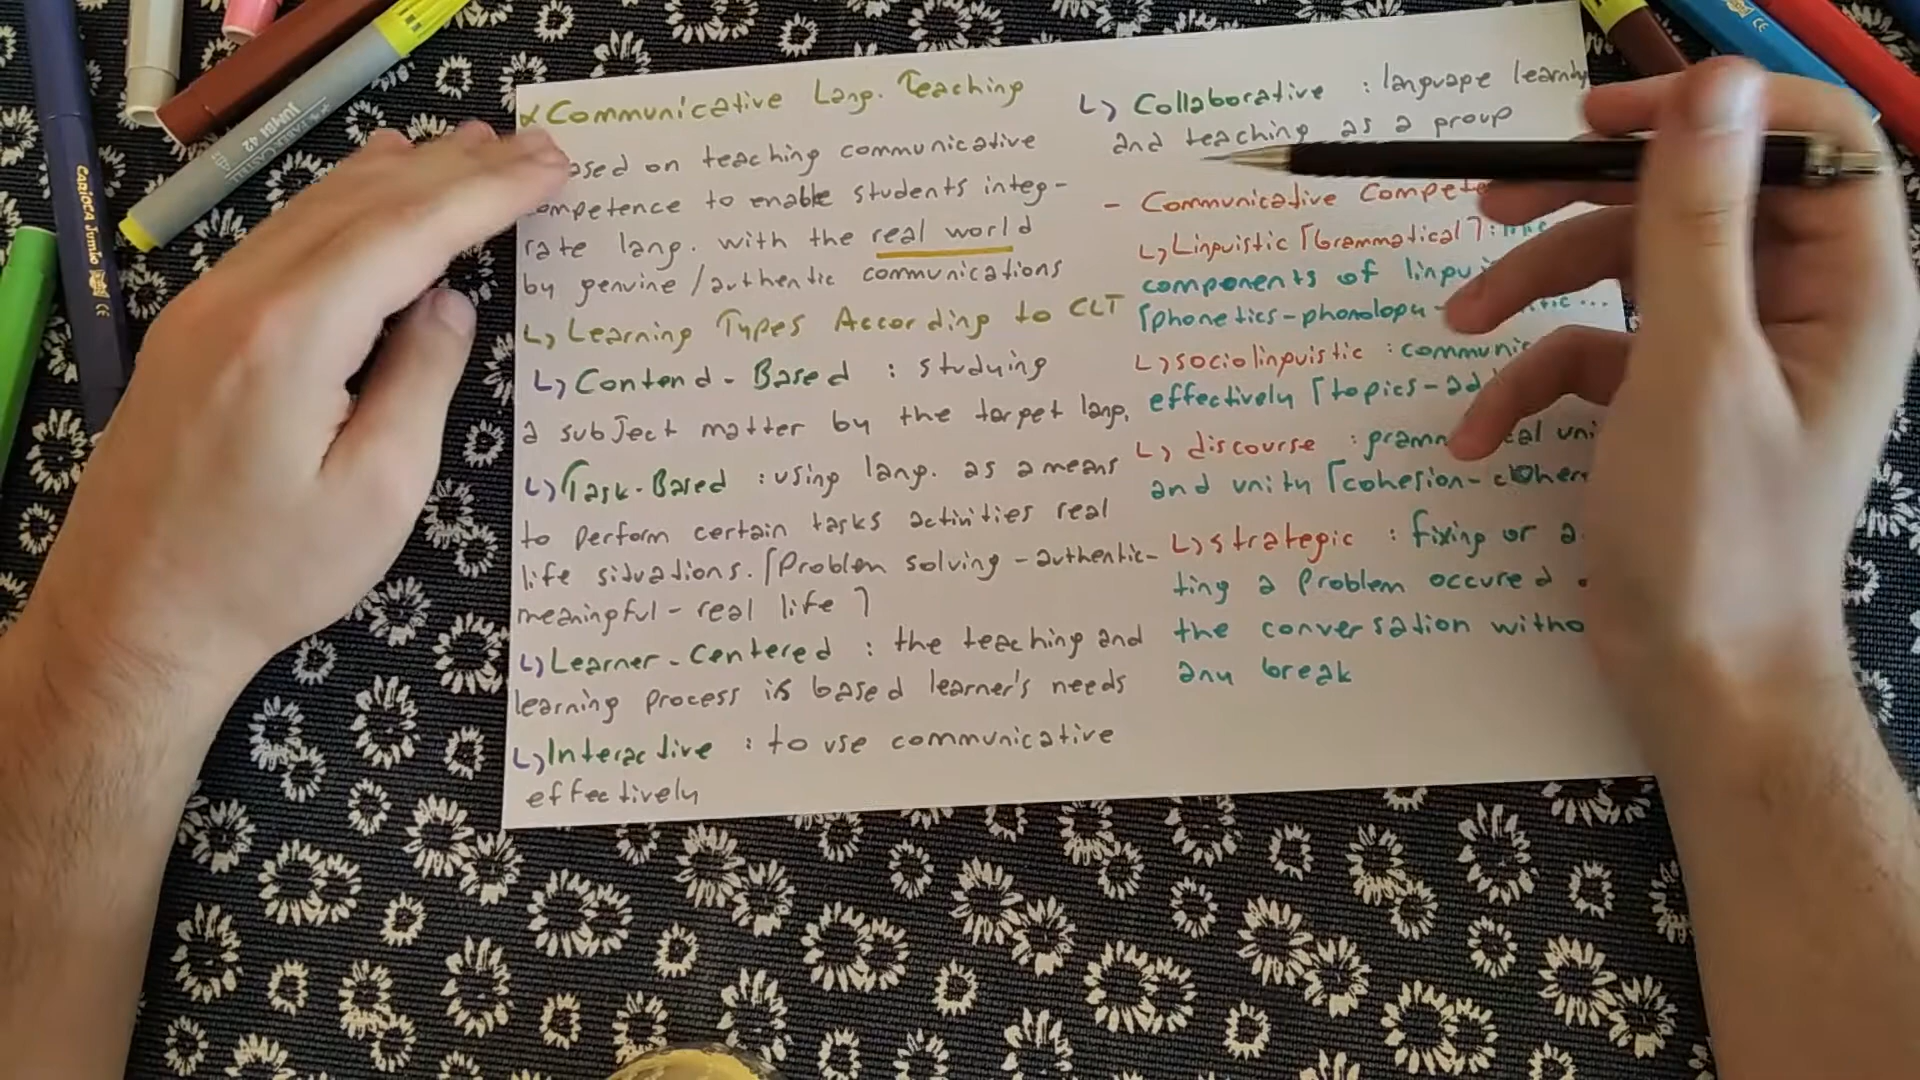 Communicative Lang. Teaching
on teaching communicative
to enable students integ-
rate lang. with the real world
by genuine/authentic communications
↳ Learning Types According to CLT
↳ Contend-Based : studying
a subject matter by the target lang.
↳ Task-Based : using lang. as a means
to perform certain tasks activities real
life situations. [Problem solving - authentic-
meaningful - real life]
↳ Learner-Centered : the teaching and
learning process is based learner's needs
↳ Interactive : to use communicative
effectively
↳ Collaborative : language learning
and teaching as a group
- Communicative
↳ Linguistic [Grammatical] :
components of
[phonetics-phonology-
↳ sociolinguistic :
effectively [topics-
↳ discourse :
and unity [cohesion-
↳ strategic : fixing or
ting a Problem occured
the conversation
any break
CARIOCA Junior
JUMBO 42